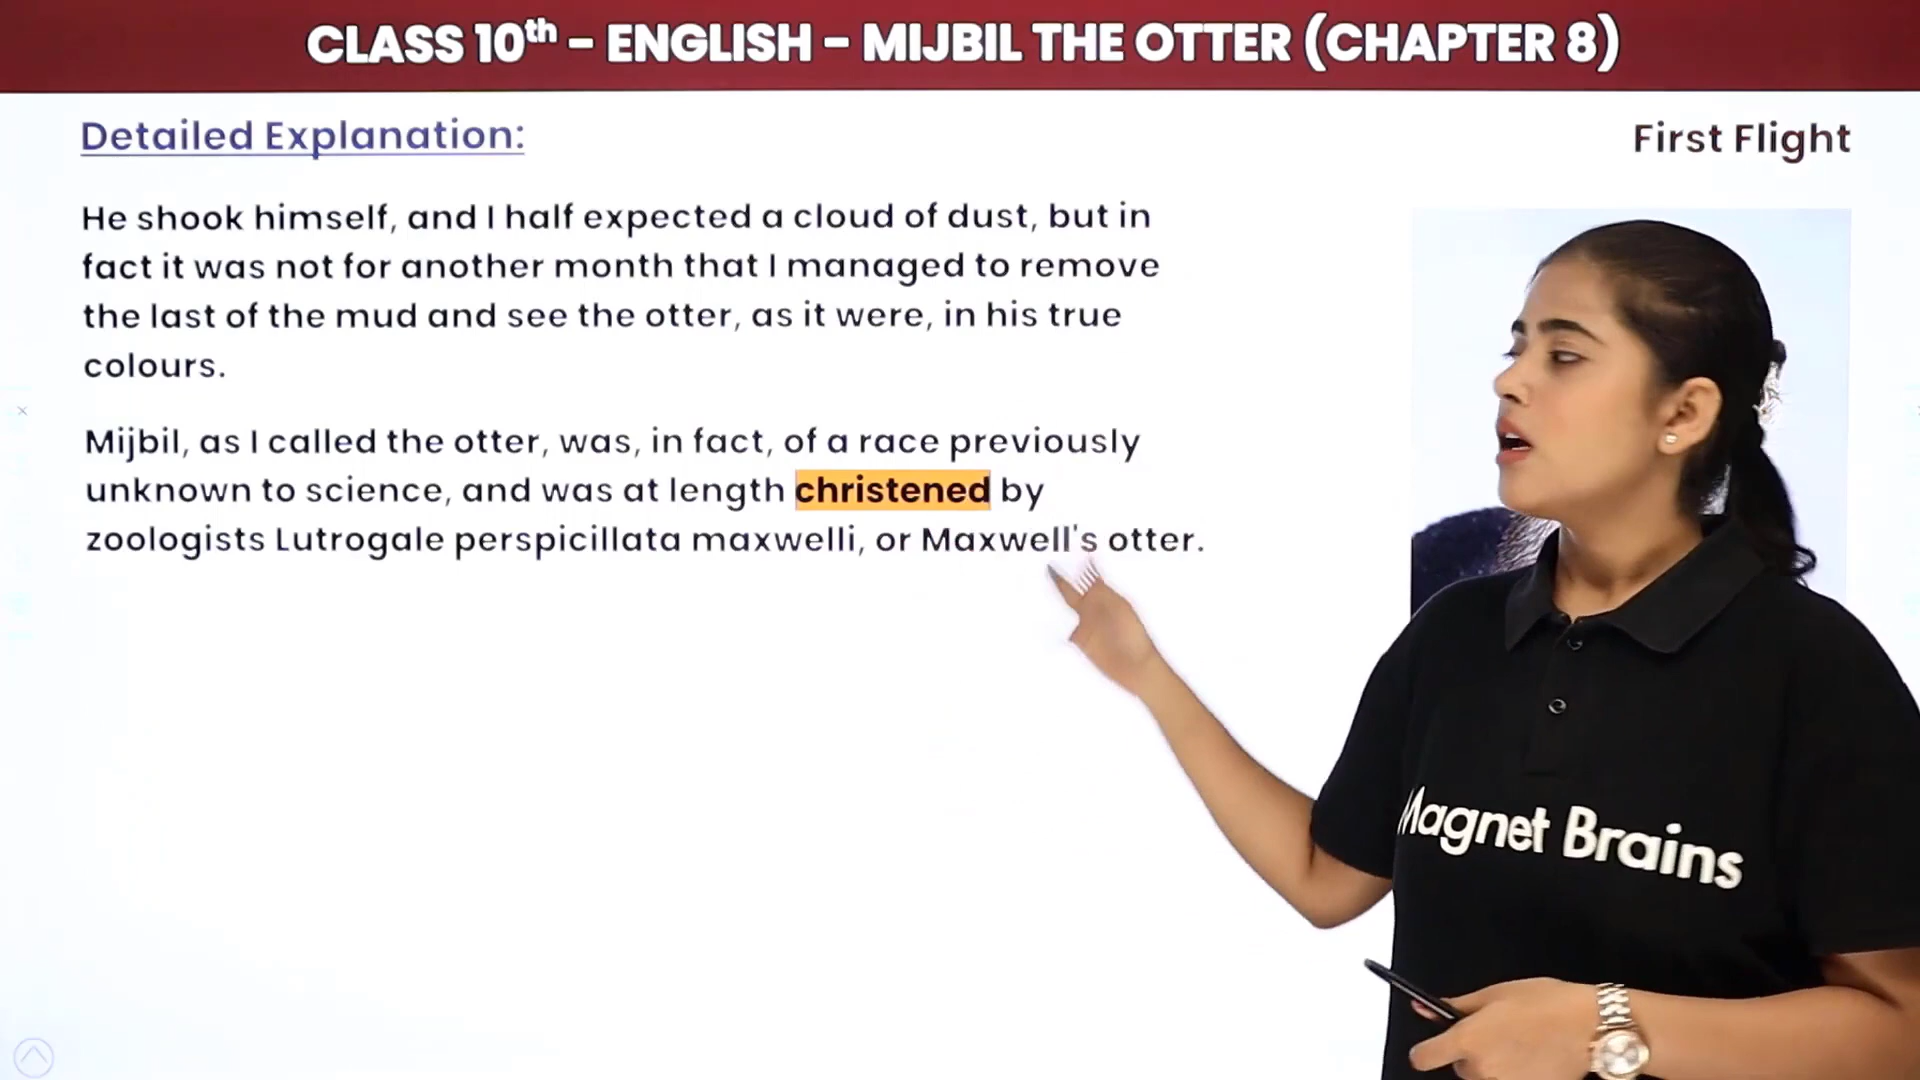 CLASS 10th - ENGLISH - MIJBIL THE OTTER (CHAPTER 8)
Detailed Explanation:
First Flight
He shook himself, and I half expected a cloud of dust, but in
fact it was not for another month that I managed to remove
the last of the mud and see the otter, as it were, in his true
colours.
Mijbil, as I called the otter, was, in fact, of a race previously
unknown to science, and was at length christened by
zoologists Lutrogale perspicillata maxwelli, or Maxwell's otter.
Magnet Brains